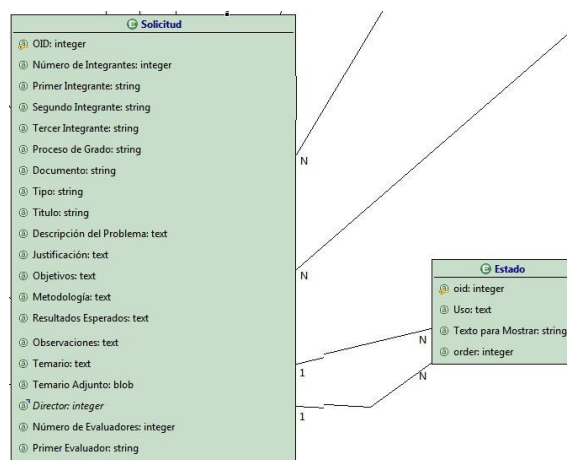 Solicitud
OID: integer
Número de Integrantes: integer
Primer Integrante: string
Segundo Integrante: string
Tercer Integrante: string
Proceso de Grado: string
Documento: string
Tipo: string
Titulo: string
Descripción del Problema: text
Justificación: text
Objetivos: text
Metodología: text
Resultados Esperados: text
Observaciones: text
Temario: text
Temario Adjunto: blob
Director: integer
Número de Evaluadores: integer
Primer Evaluador: string
N
N
1
1
N
N
Estado
oid: integer
Uso: text
Texto para Mostrar: string
order: integer